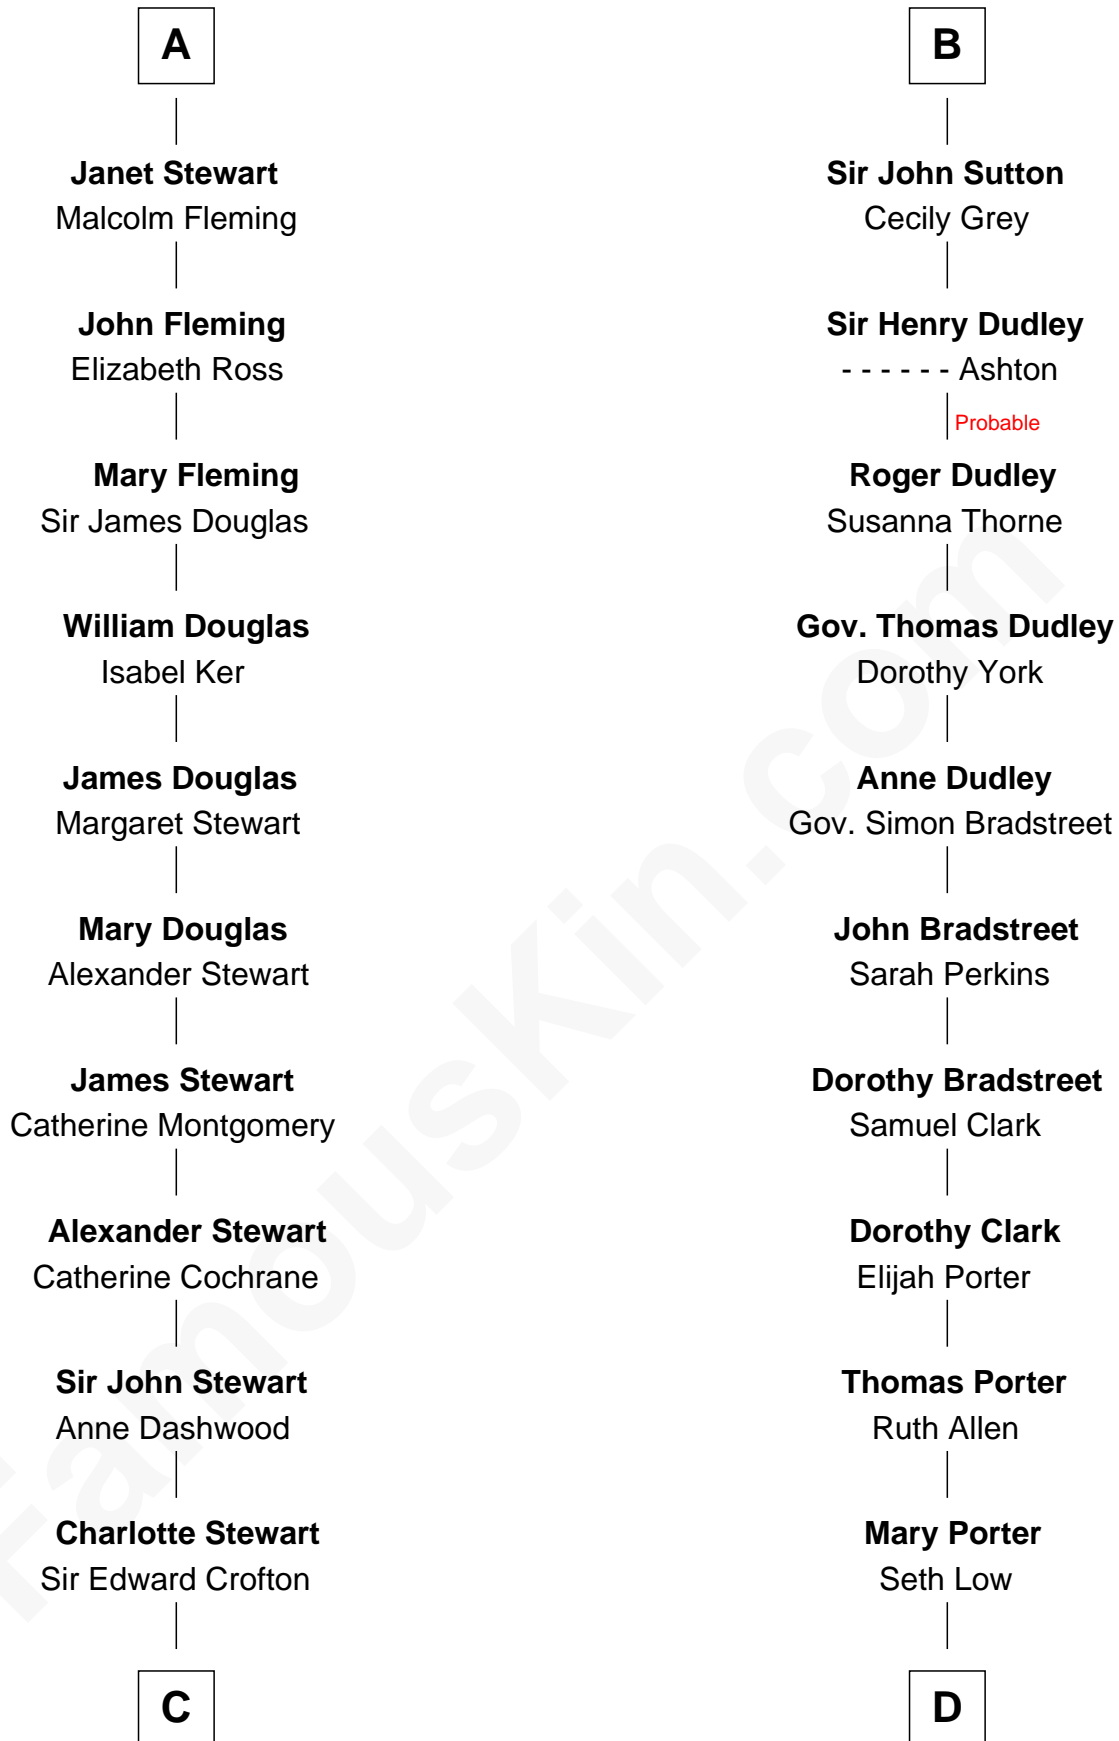 A
Janet Stewart
Malcolm Fleming
John Fleming
Elizabeth Ross
Mary Fleming
Sir James Douglas
William Douglas
Isabel Ker
James Douglas
Margaret Stewart
Mary Douglas
Alexander Stewart
James Stewart
Catherine Montgomery
Alexander Stewart
Catherine Cochrane
Sir John Stewart
Anne Dashwood
Charlotte Stewart
Sir Edward Crofton
C
B
Sir John Sutton
Cecily Grey
Sir Henry Dudley
- - - - - - Ashton
Probable
Roger Dudley
Susanna Thorne
Gov. Thomas Dudley
Dorothy York
Anne Dudley
Gov. Simon Bradstreet
John Bradstreet
Sarah Perkins
Dorothy Bradstreet
Samuel Clark
Dorothy Clark
Elijah Porter
Thomas Porter
Ruth Allen
Mary Porter
Seth Low
D
FamousKin.com